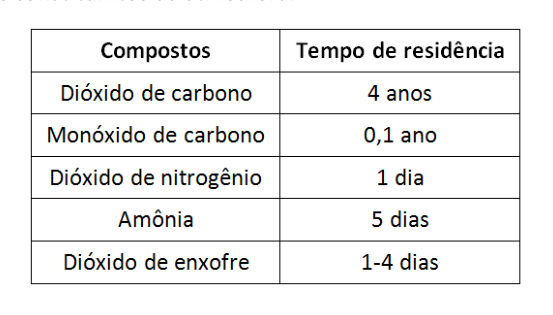 Compostos Tempo de residência
Dióxido de carbono 4 anos
Monóxido de carbono 0,1 ano
Dióxido de nitrogênio 1 dia
Amônia 5 dias
Dióxido de enxofre 1-4 dias